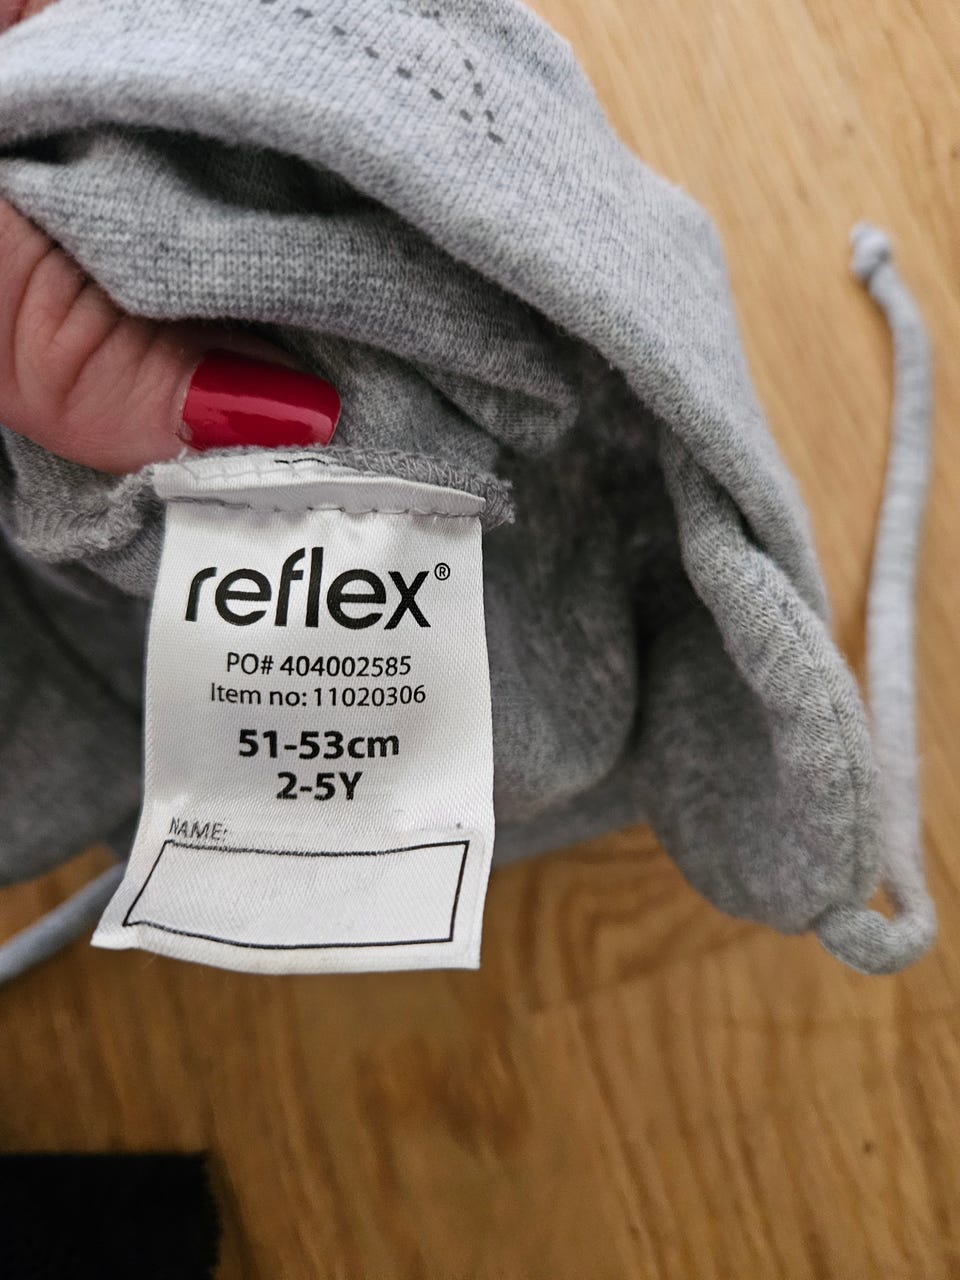 reflex®
PO# 404002585
Item no: 11020306
51-53cm
2-5Y
NAME: